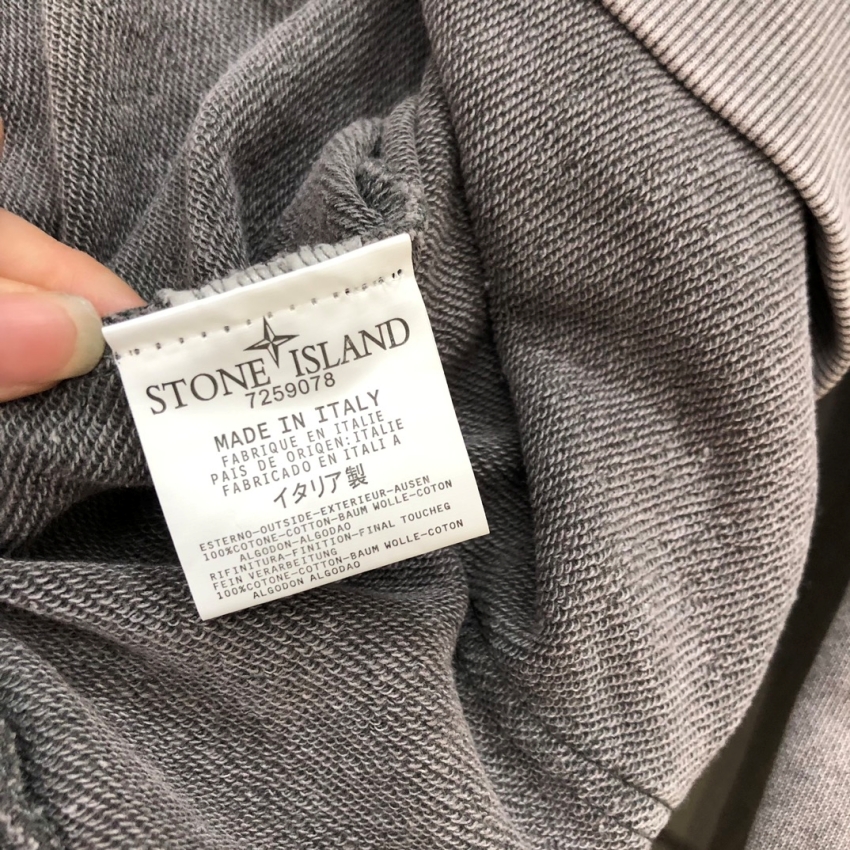 STONE ISLAND
7259078
MADE IN ITALY
FABRIQUE EN ITALIE
PAIS DE ORIQEN:ITALIE
FABRICADO EN ITALI A
イタリア製
ESTERNO-OUTSIDE-EXTERIEUR-AUSEN
100%COTONE-COTTON-BAUM WOLLE-COTON
ALGODON-ALGODAO
RIFINITURA-FINITION-FINAL TOUCHEG
FEIN VERARBEITUNG
100%COTONE-COTTON-BAUM WOLLE-COTON
ALGODON ALGODAO